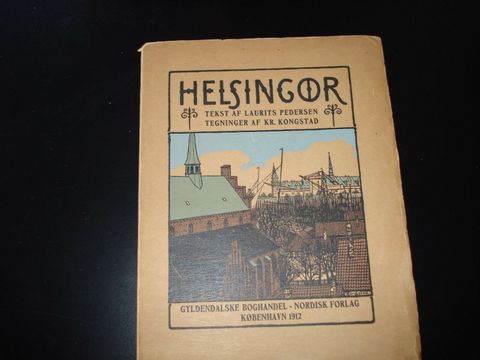 HELSINGØR
TEKST AF LAURITS PEDERSEN
TEGNINGER AF KR. KONGSTAD
GYLDENDALSKE BOGHANDEL - NORDISK FORLAG
KØBENHAVN 1912